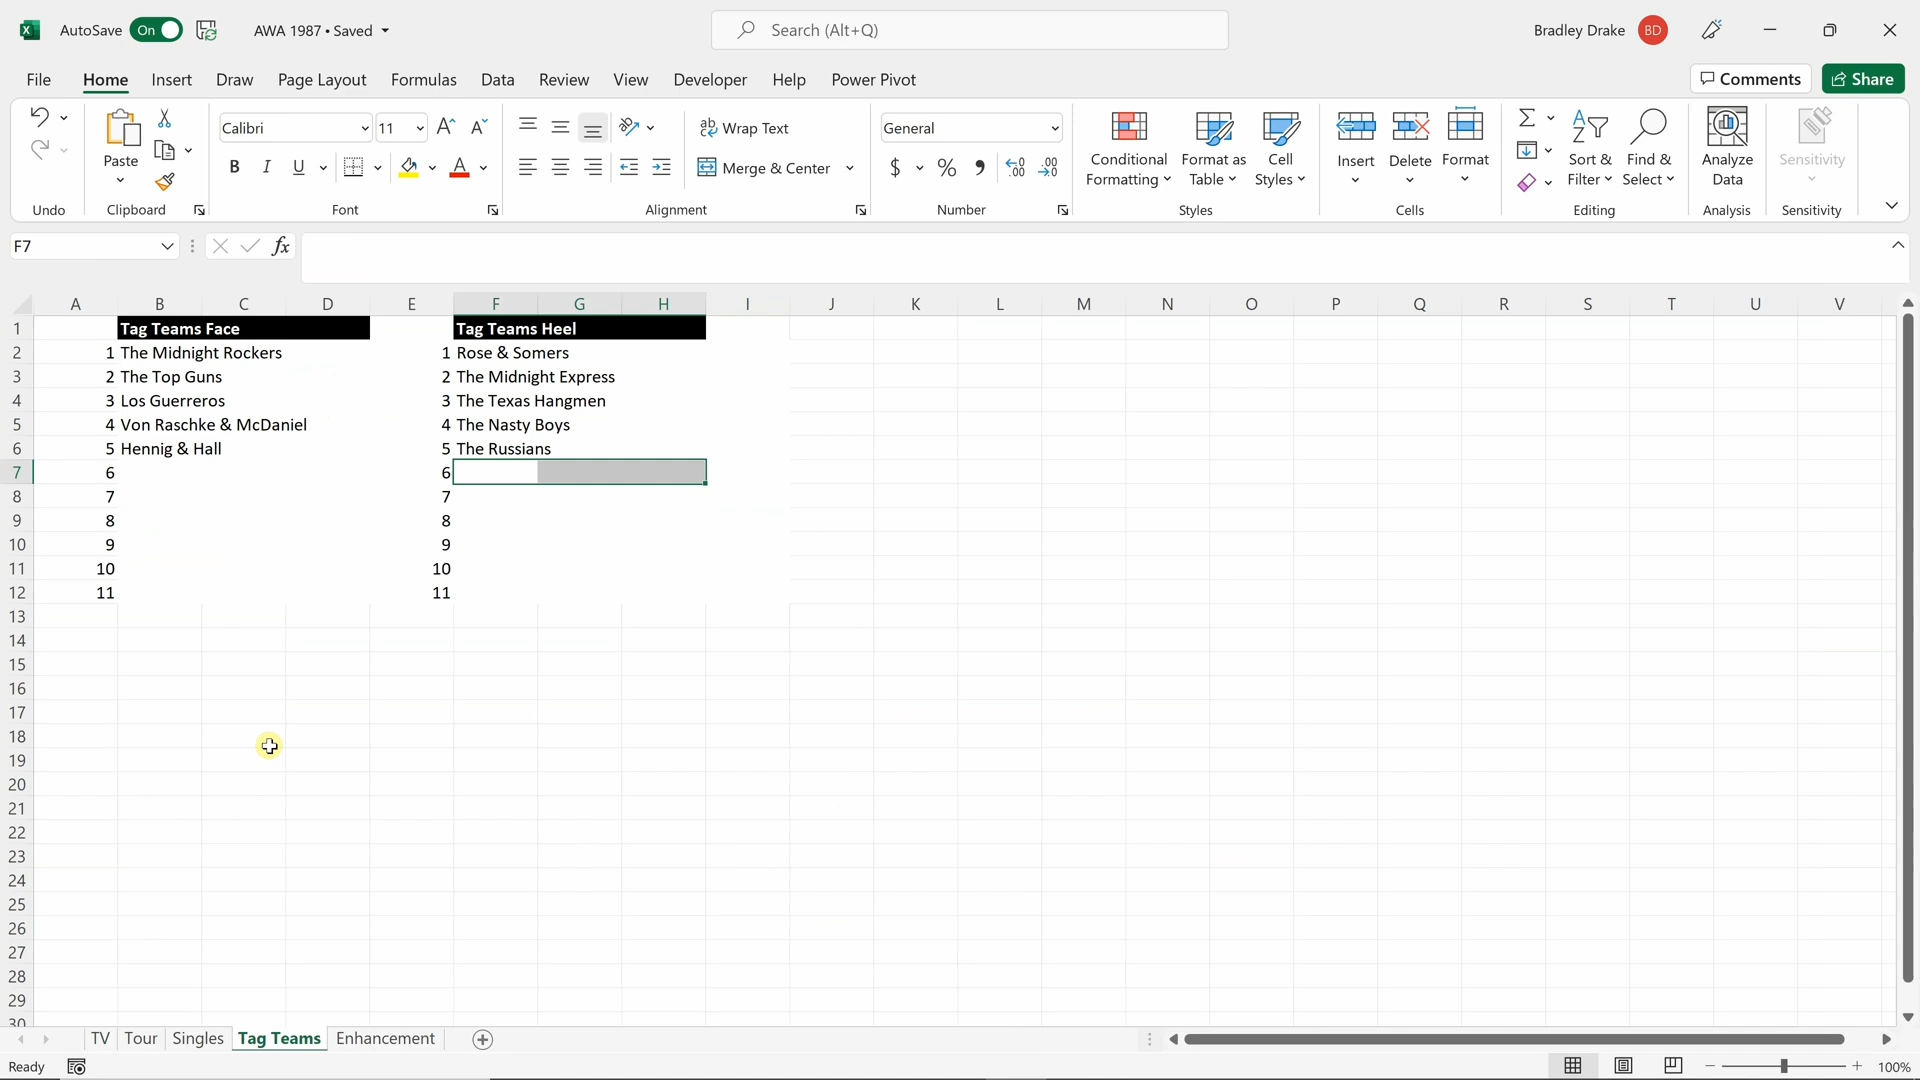 AutoSave On AWA 1987 • Saved Search (Alt+Q) Bradley Drake BD
File Home Insert Draw Page Layout Formulas Data Review View Developer Help Power Pivot Comments Share
Calibri 11 Wrap Text General
Paste B I U Merge & Center $ % Conditional Formatting Format as Table Cell Styles Insert Delete Format Sort & Filter Find & Select Analyze Data Sensitivity
Undo Clipboard Font Alignment Number Styles Cells Editing Analysis Sensitivity
F7 fx
A B C D E F G H I J K L M N O P Q R S T U V
1 Tag Teams Face Tag Teams Heel
2 1 The Midnight Rockers 1 Rose & Somers
3 2 The Top Guns 2 The Midnight Express
4 3 Los Guerreros 3 The Texas Hangmen
5 4 Von Raschke & McDaniel 4 The Nasty Boys
6 5 Hennig & Hall 5 The Russians
7 6 6
8 7 7
9 8 8
10 9 9
11 10 10
12 11 11
13
14
15
16
17
18
19
20
21
22
23
24
25
26
27
28
29
30
TV Tour Singles Tag Teams Enhancement
Ready 100%